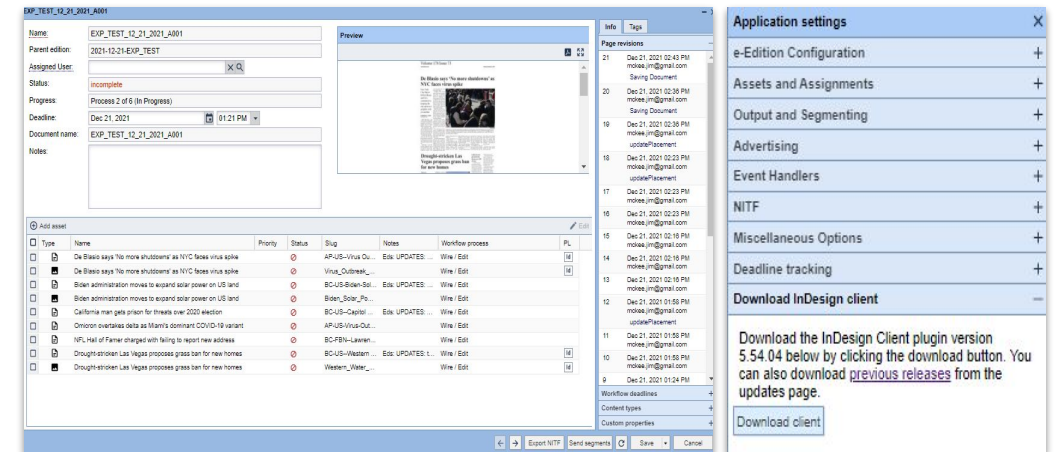 EXP_TEST_12_21_2021_A001
Name: EXP_TEST_12_21_2021_A001
Parent edition: 2021-12-21-EXP_TEST
Assigned User:
Status: incomplete
Progress: Process 2 of 6 (In Progress)
Deadline: Dec 21, 2021 01:21 PM
Document name: EXP_TEST_12_21_2021_A001
Notes:
Preview
De Blasio says 'No more shutdowns' as
NYC faces virus spike
Drought-stricken Las
Vegas proposes grass ban
for new homes
Add asset Edit
Type Name Priority Status Slug Notes Workflow process PL
De Blasio says 'No more shutdowns' as NYC faces virus spike AP-US--Virus Ou... Eds: UPDATES: ... Wire / Edit
De Blasio says 'No more shutdowns' as NYC faces virus spike Virus_Outbreak_... Wire / Edit
Biden administration moves to expand solar power on US land BC-US-Biden-Sol... Eds: UPDATES: ... Wire / Edit
Biden administration moves to expand solar power on US land Biden_Solar_Po... Wire / Edit
California man gets prison for threats over 2020 election BC-US--Capitol ... Eds: UPDATES: ... Wire / Edit
Omicron overtakes delta as Miami's dominant COVID-19 variant AP-US-Virus-Out... Wire / Edit
NFL Hall of Famer charged with failing to report new address BC-FBN--Lawren... Wire / Edit
Drought-stricken Las Vegas proposes grass ban for new homes BC-US--Western ... Eds: UPDATES: t... Wire / Edit
Drought-stricken Las Vegas proposes grass ban for new homes Western_Water_... Wire / Edit
Export NITF Send segments Save Cancel
Info Tags
Page revisions
21 Dec 21, 2021 02:43 PM
mckee.jim@gmail.com
Saving Document
20 Dec 21, 2021 02:36 PM
mckee.jim@gmail.com
Saving Document
19 Dec 21, 2021 02:36 PM
mckee.jim@gmail.com
updatePlacement
18 Dec 21, 2021 02:23 PM
mckee.jim@gmail.com
updatePlacement
17 Dec 21, 2021 02:23 PM
mckee.jim@gmail.com
16 Dec 21, 2021 02:23 PM
mckee.jim@gmail.com
15 Dec 21, 2021 02:16 PM
mckee.jim@gmail.com
14 Dec 21, 2021 02:16 PM
mckee.jim@gmail.com
13 Dec 21, 2021 02:16 PM
mckee.jim@gmail.com
12 Dec 21, 2021 01:58 PM
mckee.jim@gmail.com
updatePlacement
11 Dec 21, 2021 01:58 PM
mckee.jim@gmail.com
10 Dec 21, 2021 01:58 PM
mckee.jim@gmail.com
9 Dec 21, 2021 01:24 PM
Workflow deadlines
Content types
Custom properties
Application settings
e-Edition Configuration
Assets and Assignments
Output and Segmenting
Advertising
Event Handlers
NITF
Miscellaneous Options
Deadline tracking
Download InDesign client
Download the InDesign Client plugin version
5.54.04 below by clicking the download button. You
can also download previous releases from the
updates page.
Download client